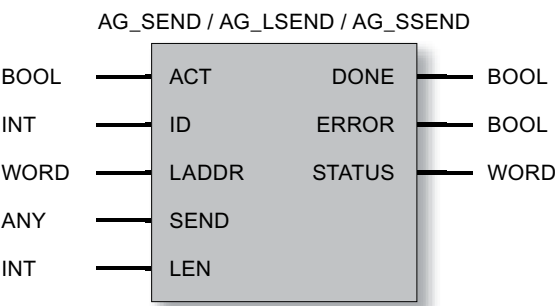 AG_SEND / AG_LSEND / AG_SSEND
BOOL ACT DONE BOOL
INT ID ERROR BOOL
WORD LADDR STATUS WORD
ANY SEND
INT LEN